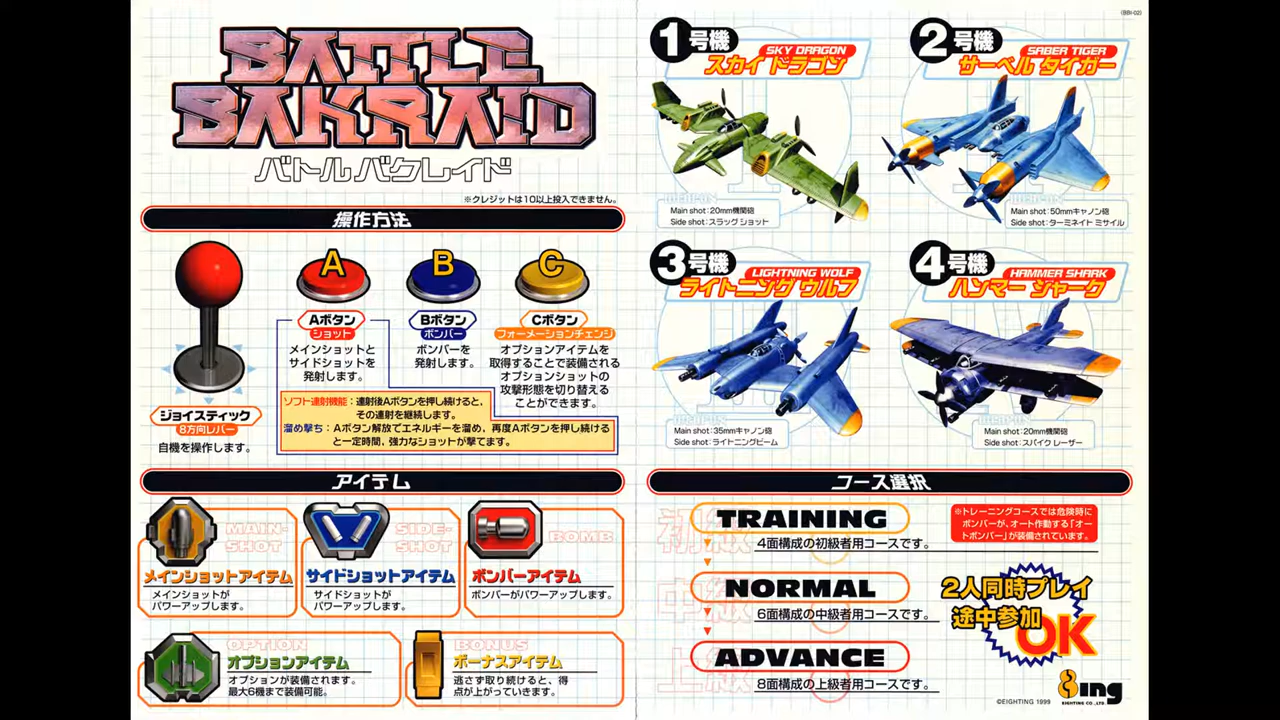 BATTLE
BAKRAID
バトルバクレイド
※クレジットは10以上投入できません。
操作方法
A
B
C
Aボタン
ショット
メインショットと
サイドショットを
発射します。
Bボタン
ボンバー
ボンバーを
発射します。
Cボタン
フォーメーションチェンジ
オプションアイテムを
取得することで装備される
オプションショットの
攻撃形態を切り替える
ことができます。
ソフト連射機能：連射後Aボタンを押し続けると、
その連射を継続します。
溜め撃ち：Aボタン解放でエネルギーを溜め、再度Aボタンを押し続ける
と一定時間、強力なショットが撃てます。
ジョイスティック
8方向レバー
自機を操作します。
アイテム
MAIN-
SHOT
メインショットアイテム
メインショットが
パワーアップします。
SIDE-
SHOT
サイドショットアイテム
サイドショットが
パワーアップします。
BOMB
ボンバーアイテム
ボンバーがパワーアップします。
OPTION
オプションアイテム
オプションが装備されます。
最大6機まで装備可能。
BONUS
ボーナスアイテム
逃さず取り続けると、得
点が上がっていきます。
(BBI-02)
1号機
SKY DRAGON
スカイ ドラゴン
Main shot：20mm機関砲
Side shot：スラッグ ショット
2号機
SABER TIGER
サーベル タイガー
Main shot：50mmキャノン砲
Side shot：ターミネイト ミサイル
3号機
LIGHTNING WOLF
ライトニング ウルフ
Main shot：35mmキャノン砲
Side shot：ライトニングビーム
4号機
HAMMER SHARK
ハンマー シャーク
Main shot：20mm機関砲
Side shot：スパイク レーザー
コース選択
初級
TRAINING
4面構成の初級者用コースです。
※トレーニングコースでは危険時に
ボンバーが、オート作動する「オー
トボンバー」が装備されています。
中級
NORMAL
6面構成の中級者用コースです。
上級
ADVANCE
8面構成の上級者用コースです。
2人同時プレイ
途中参加
OK
8ing
EIGHTING CO.,LTD.
©EIGHTING 1999